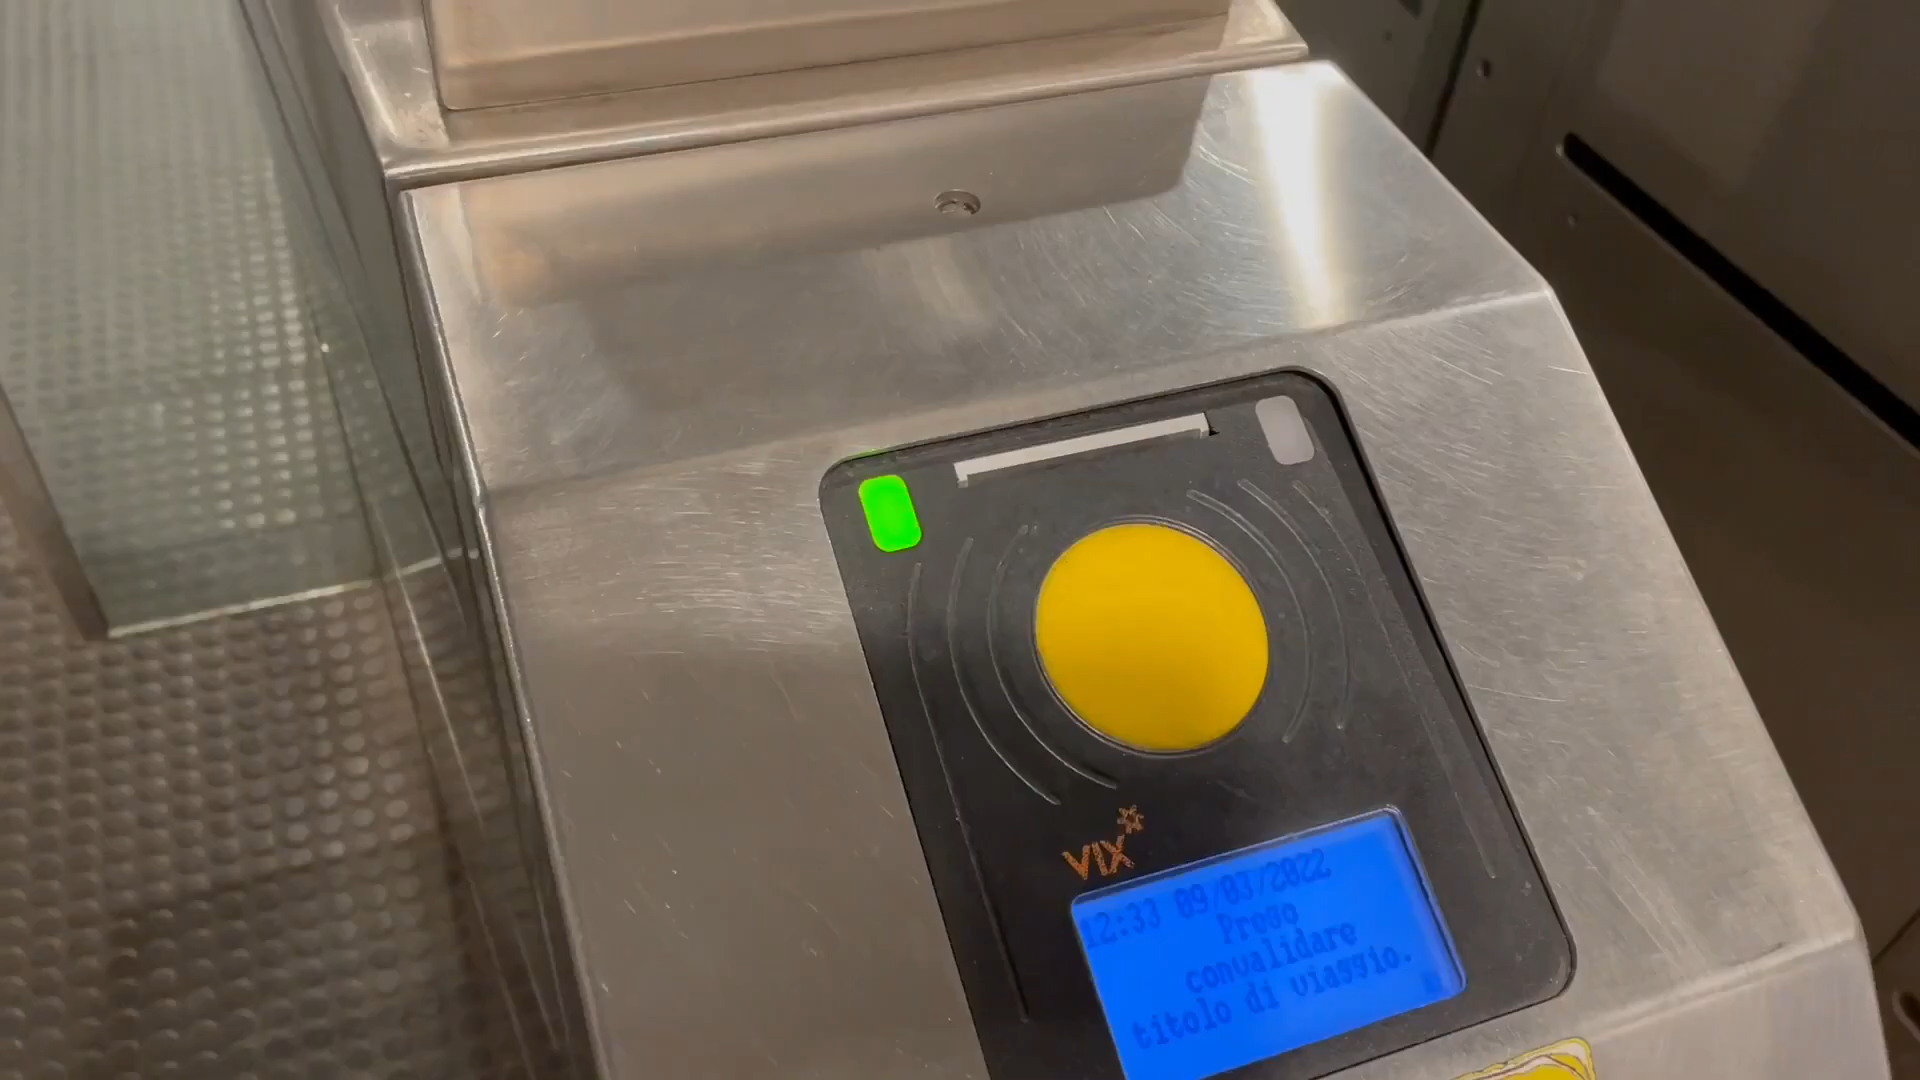 VIX
12:33 09/03/2022
Prego
convalidare
titolo di viaggio.